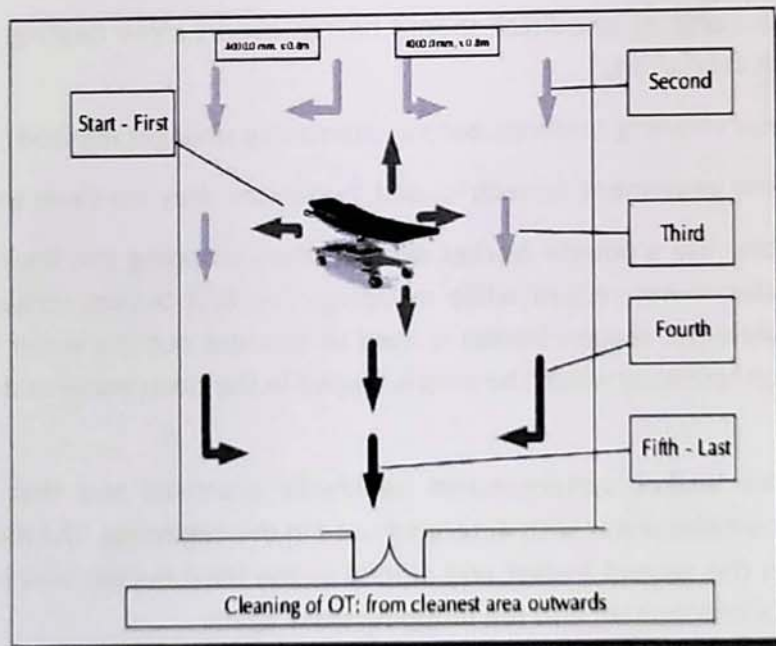 Start - First
Second
Third
Fourth
Fifth - Last
Cleaning of OT: from cleanest area outwards